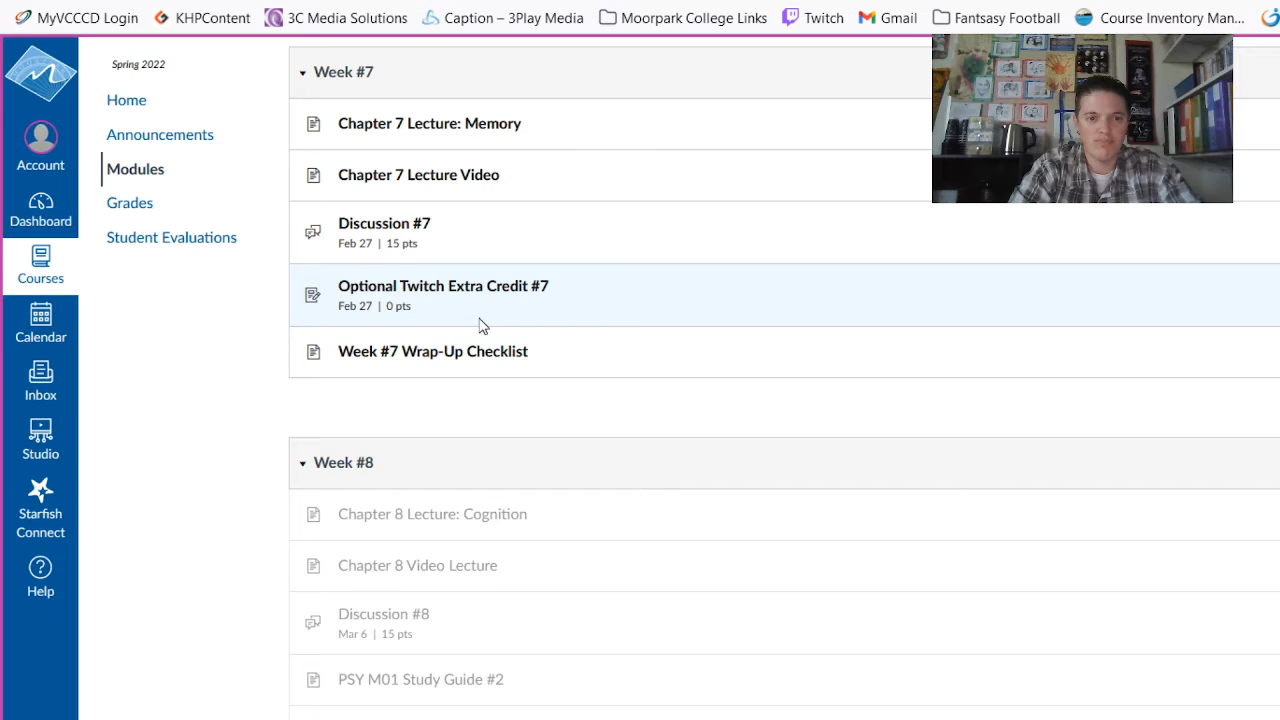 MyVCCCD Login
KHPContent
3C Media Solutions
Caption – 3Play Media
Moorpark College Links
Twitch
Gmail
Fantsasy Football
Course Inventory Man...
Spring 2022
Home
Announcements
Modules
Grades
Student Evaluations
Account
Dashboard
Courses
Calendar
Inbox
Studio
Starfish
Connect
Help
Week #7
Chapter 7 Lecture: Memory
Chapter 7 Lecture Video
Discussion #7
Feb 27 | 15 pts
Optional Twitch Extra Credit #7
Feb 27 | 0 pts
Week #7 Wrap-Up Checklist
Week #8
Chapter 8 Lecture: Cognition
Chapter 8 Video Lecture
Discussion #8
Mar 6 | 15 pts
PSY M01 Study Guide #2